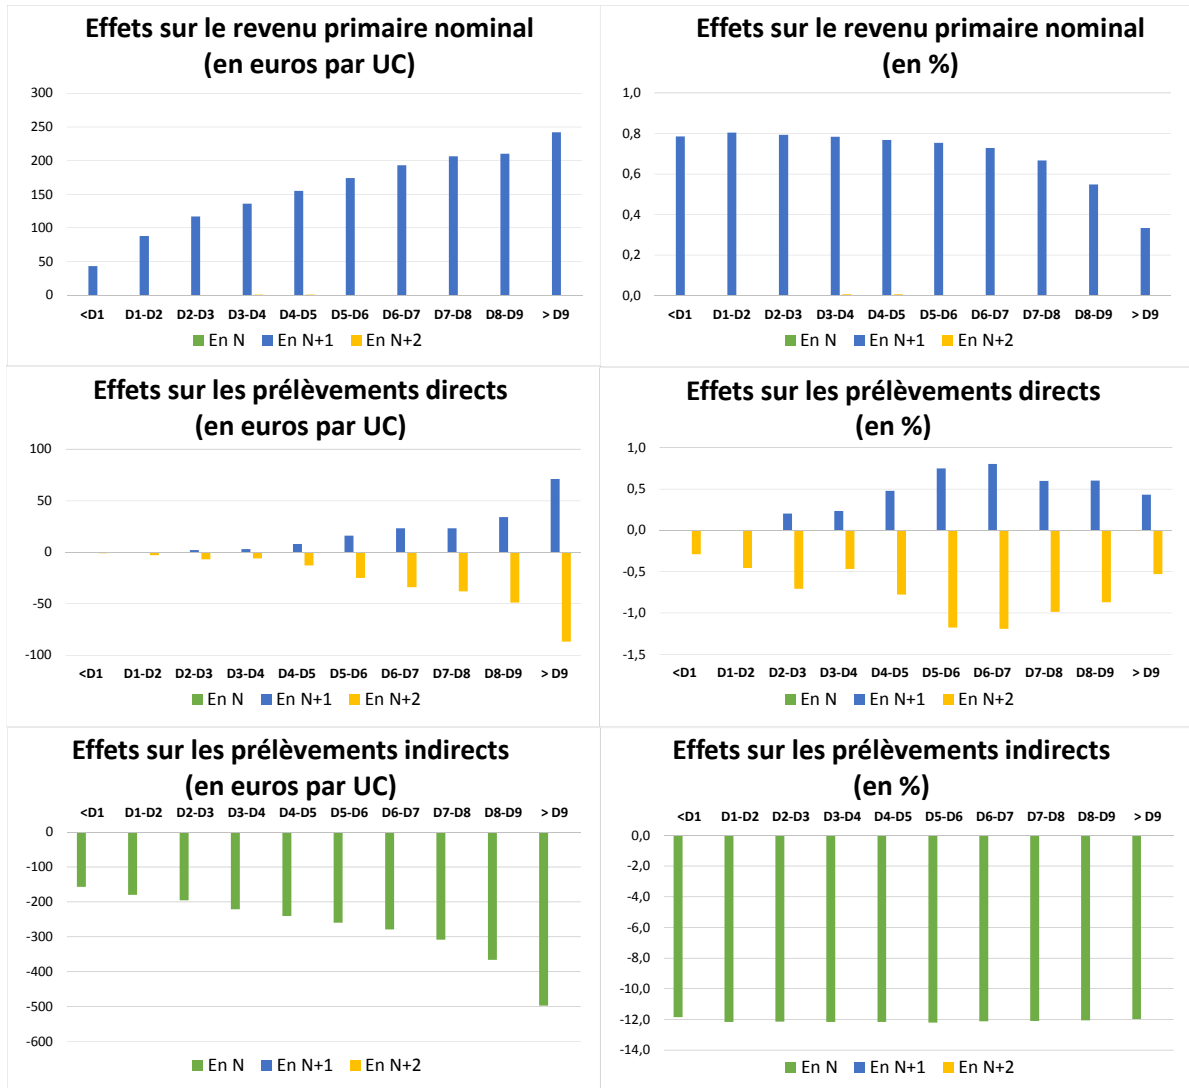 Effets sur le revenu primaire nominal
(en euros par UC)
300
250
200
150
100
50
0
<D1 D1-D2 D2-D3 D3-D4 D4-D5 D5-D6 D6-D7 D7-D8 D8-D9 > D9
En N En N+1 En N+2
Effets sur le revenu primaire nominal
(en %)
1,0
0,8
0,6
0,4
0,2
0,0
<D1 D1-D2 D2-D3 D3-D4 D4-D5 D5-D6 D6-D7 D7-D8 D8-D9 > D9
En N En N+1 En N+2
Effets sur les prélèvements directs
(en euros par UC)
100
50
0
-50
-100
<D1 D1-D2 D2-D3 D3-D4 D4-D5 D5-D6 D6-D7 D7-D8 D8-D9 > D9
En N En N+1 En N+2
Effets sur les prélèvements directs
(en %)
1,0
0,5
0,0
-0,5
-1,0
-1,5
<D1 D1-D2 D2-D3 D3-D4 D4-D5 D5-D6 D6-D7 D7-D8 D8-D9 > D9
En N En N+1 En N+2
Effets sur les prélèvements indirects
(en euros par UC)
<D1 D1-D2 D2-D3 D3-D4 D4-D5 D5-D6 D6-D7 D7-D8 D8-D9 > D9
0
-100
-200
-300
-400
-500
-600
En N En N+1 En N+2
Effets sur les prélèvements indirects
(en %)
<D1 D1-D2 D2-D3 D3-D4 D4-D5 D5-D6 D6-D7 D7-D8 D8-D9 > D9
0,0
-2,0
-4,0
-6,0
-8,0
-10,0
-12,0
-14,0
En N En N+1 En N+2